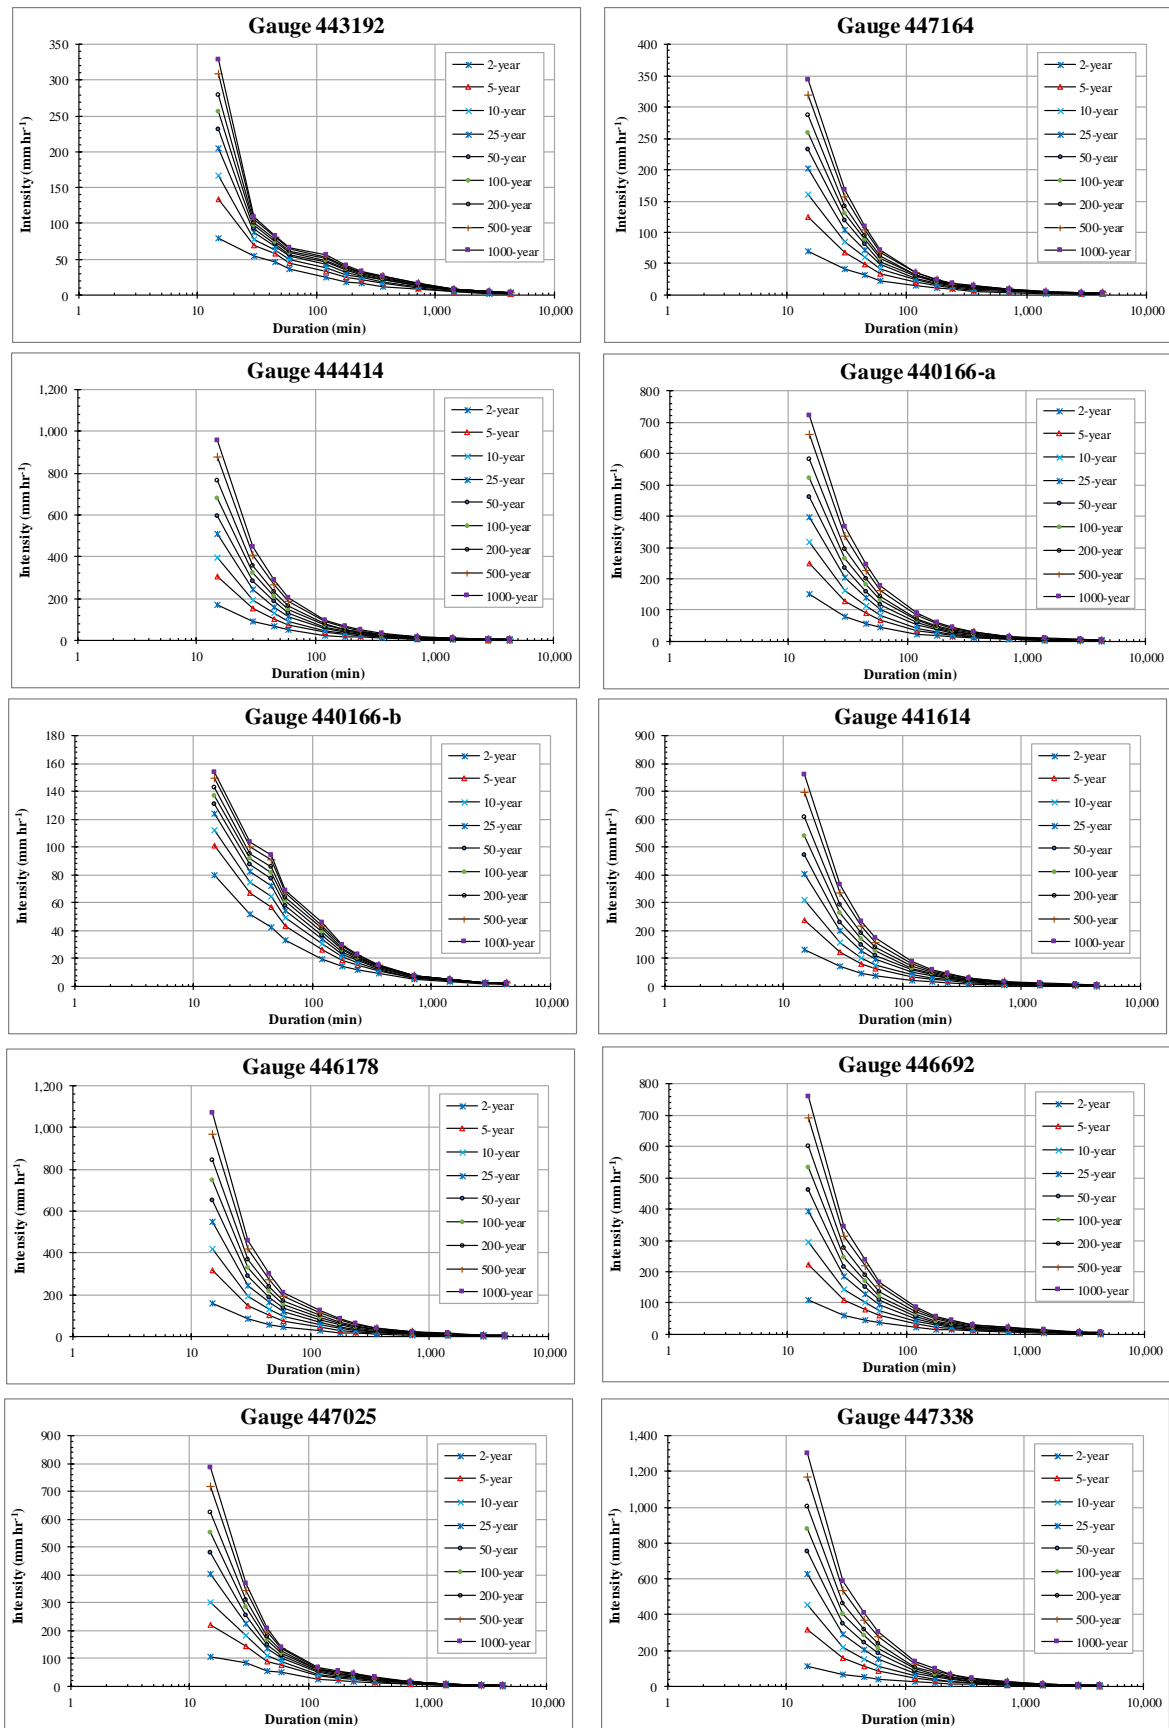 Gauge 443192
350
300
250
200
150
100
50
0
1
10
100
1,000
10,000
Intensity (mm hr⁻¹)
Duration (min)
2-year
5-year
10-year
25-year
50-year
100-year
200-year
500-year
1000-year
Gauge 447164
400
350
300
250
200
150
100
50
0
1
10
100
1,000
10,000
Intensity (mm hr⁻¹)
Duration (min)
2-year
5-year
10-year
25-year
50-year
100-year
200-year
500-year
1000-year
Gauge 444414
1,200
1,000
800
600
400
200
0
1
10
100
1,000
10,000
Intensity (mm hr⁻¹)
Duration (min)
2-year
5-year
10-year
25-year
50-year
100-year
200-year
500-year
1000-year
Gauge 440166-a
800
700
600
500
400
300
200
100
0
1
10
100
1,000
10,000
Intensity (mm hr⁻¹)
Duration (min)
2-year
5-year
10-year
25-year
50-year
100-year
200-year
500-year
1000-year
Gauge 440166-b
180
160
140
120
100
80
60
40
20
0
1
10
100
1,000
10,000
Intensity (mm hr⁻¹)
Duration (min)
2-year
5-year
10-year
25-year
50-year
100-year
200-year
500-year
1000-year
Gauge 441614
900
800
700
600
500
400
300
200
100
0
1
10
100
1,000
10,000
Intensity (mm hr⁻¹)
Duration (min)
2-year
5-year
10-year
25-year
50-year
100-year
200-year
500-year
1000-year
Gauge 446178
1,200
1,000
800
600
400
200
0
1
10
100
1,000
10,000
Intensity (mm hr⁻¹)
Duration (min)
2-year
5-year
10-year
25-year
50-year
100-year
200-year
500-year
1000-year
Gauge 446692
800
700
600
500
400
300
200
100
0
1
10
100
1,000
10,000
Intensity (mm hr⁻¹)
Duration (min)
2-year
5-year
10-year
25-year
50-year
100-year
200-year
500-year
1000-year
Gauge 447025
900
800
700
600
500
400
300
200
100
0
1
10
100
1,000
10,000
Intensity (mm hr⁻¹)
Duration (min)
2-year
5-year
10-year
25-year
50-year
100-year
200-year
500-year
1000-year
Gauge 447338
1,400
1,200
1,000
800
600
400
200
0
1
10
100
1,000
10,000
Intensity (mm hr⁻¹)
Duration (min)
2-year
5-year
10-year
25-year
50-year
100-year
200-year
500-year
1000-year